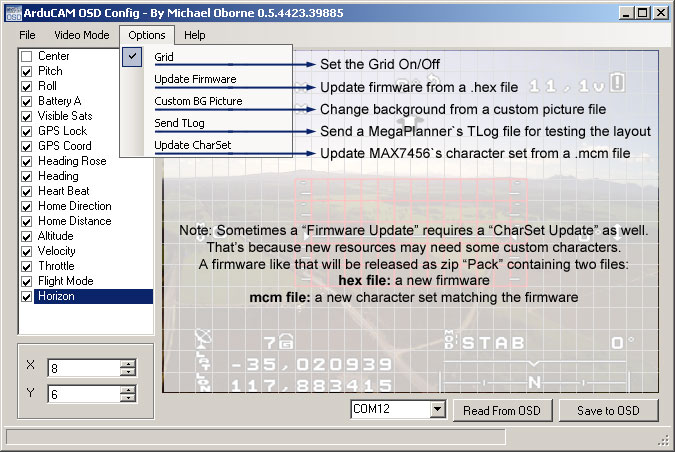 ArduCAM OSD Config - By Michael Oborne 0.5.4423.39885
File Video Mode Options Help
Center
Pitch
Roll
Battery A
Visible Sats
GPS Lock
GPS Coord
Heading Rose
Heading
Heart Beat
Home Direction
Home Distance
Altitude
Velocity
Throttle
Flight Mode
Horizon
Grid
Update Firmware
Custom BG Picture
Send TLog
Update CharSet
Set the Grid On/Off
Update firmware from a .hex file
Change background from a custom picture file
Send a MegaPlanner`s TLog file for testing the layout
Update MAX7456`s character set from a .mcm file
11,1v
Note: Sometimes a “Firmware Update” requires a “CharSet Update” as well.
That's because new resources may need some custom characters.
A firmware like that will be released as zip “Pack” containing two files:
hex file: a new firmware
mcm file: a new character set matching the firmware
7
MOD STAB 0°
LAT -35,020939
LON 117,883415
N
X 8
Y 6
COM12 Read From OSD Save to OSD